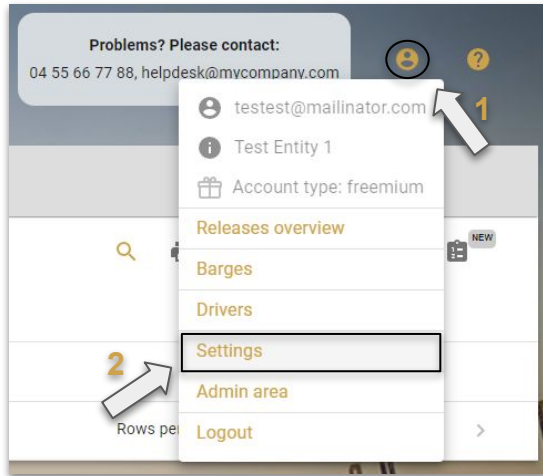 Problems? Please contact:
04 55 66 77 88, helpdesk@mycompany.com
1
testest@mailinator.com
Test Entity 1
Account type: freemium
Releases overview
NEW
Barges
Drivers
2
Settings
Admin area
Rows pe
Logout